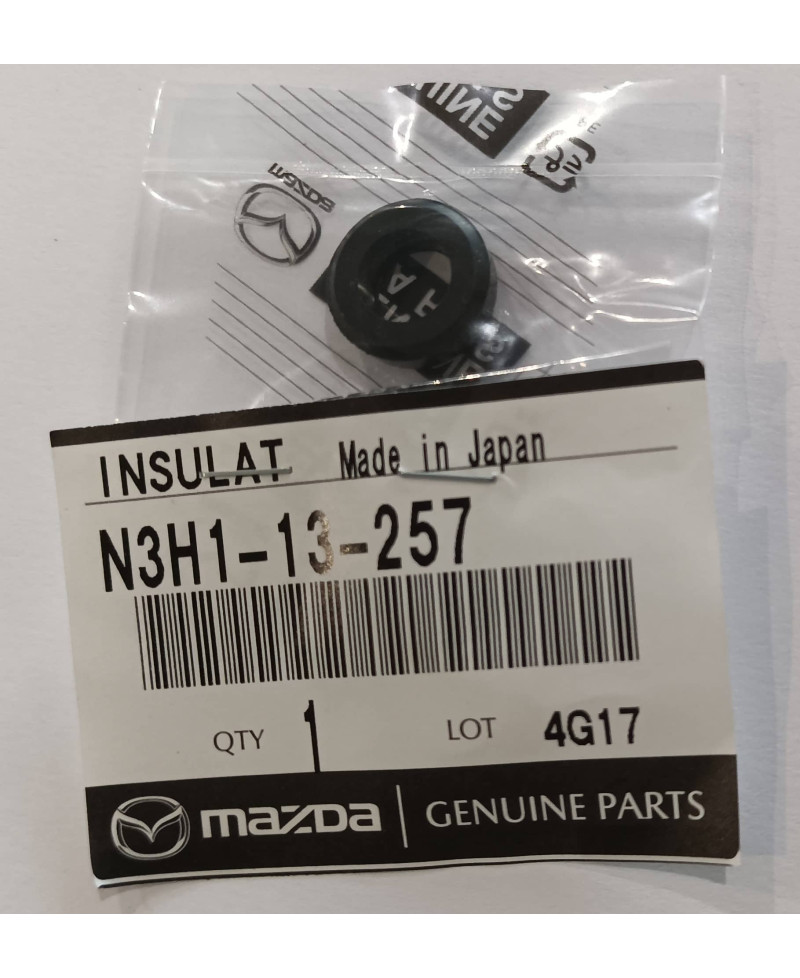 INSULAT Made in Japan
N3H1-13-257
QTY 1 LOT 4G17
mazda | GENUINE PARTS